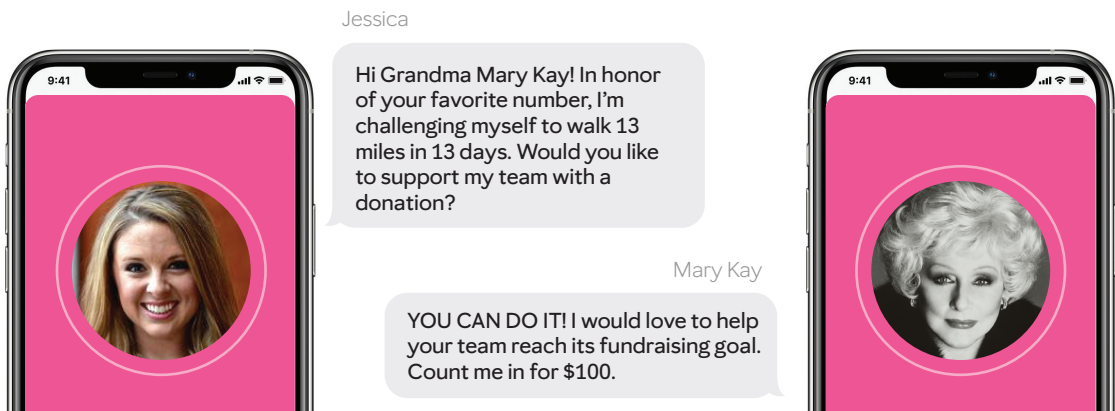 Jessica
9:41
Hi Grandma Mary Kay! In honor
of your favorite number, I’m
challenging myself to walk 13
miles in 13 days. Would you like
to support my team with a
donation?
Mary Kay
YOU CAN DO IT! I would love to help
your team reach its fundraising goal.
Count me in for $100.
9:41